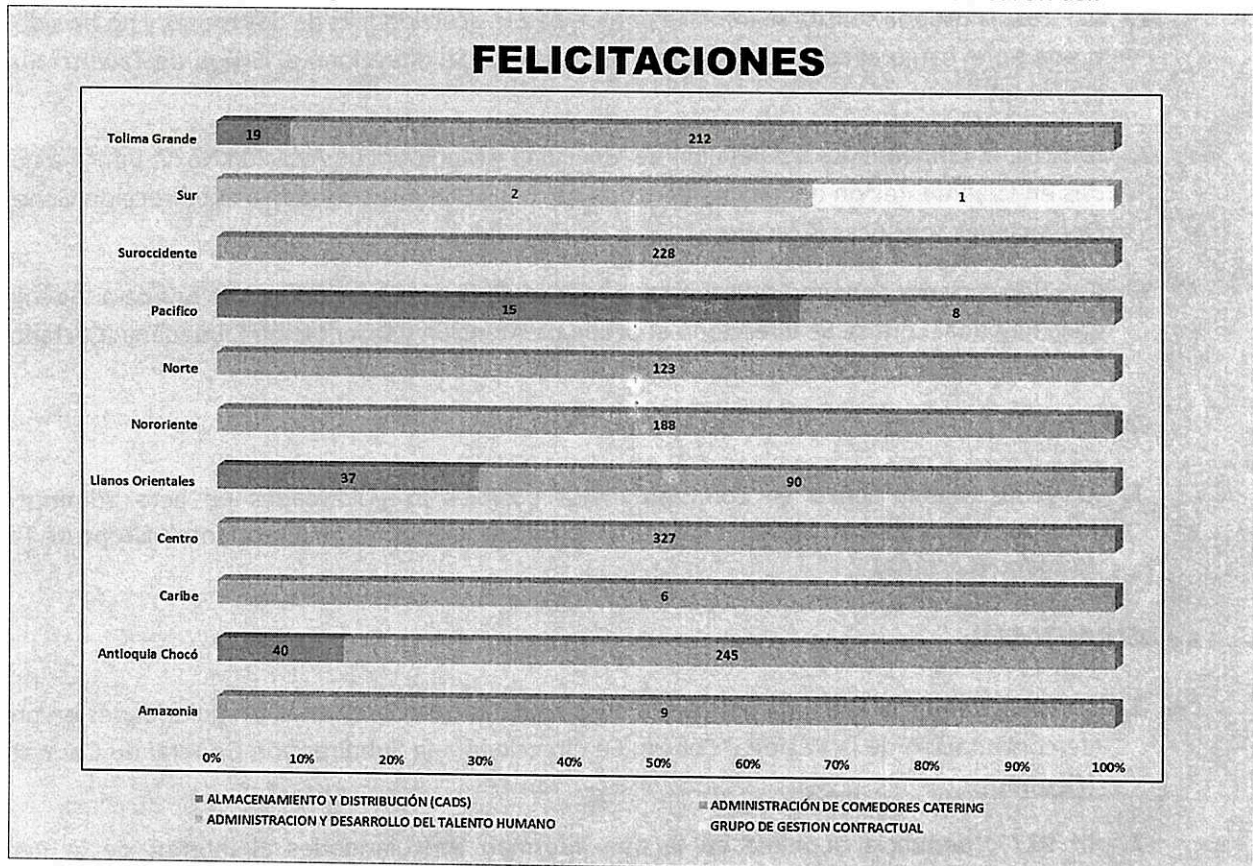 FELICITACIONES
Tolima Grande 19 212
Sur 2 1
Suroccidente 228
Pacifico 15 8
Norte 123
Nororiente 188
Llanos Orientales 37 90
Centro 327
Caribe 6
Antioquia Chocó 40 245
Amazonia 9
0% 10% 20% 30% 40% 50% 60% 70% 80% 90% 100%
ALMACENAMIENTO Y DISTRIBUCIÓN (CADS) ADMINISTRACIÓN DE COMEDORES CATERING
ADMINISTRACION Y DESARROLLO DEL TALENTO HUMANO GRUPO DE GESTION CONTRACTUAL